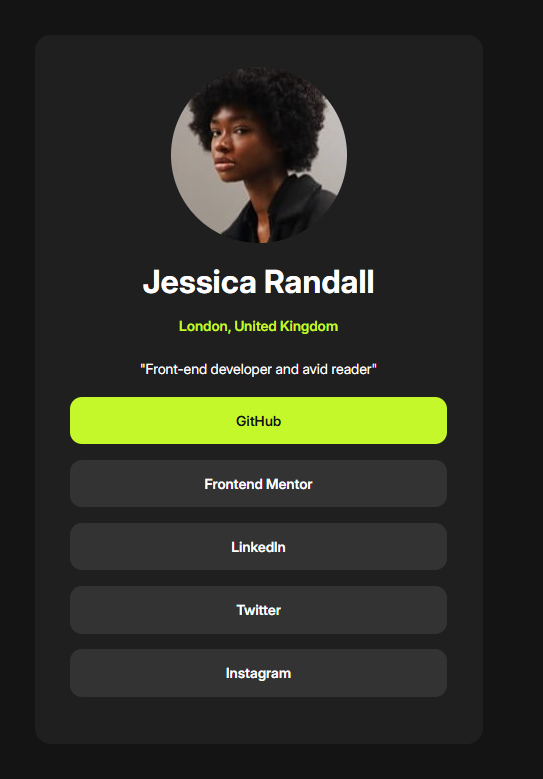 Jessica Randall
London, United Kingdom
"Front-end developer and avid reader"
GitHub
Frontend Mentor
LinkedIn
Twitter
Instagram